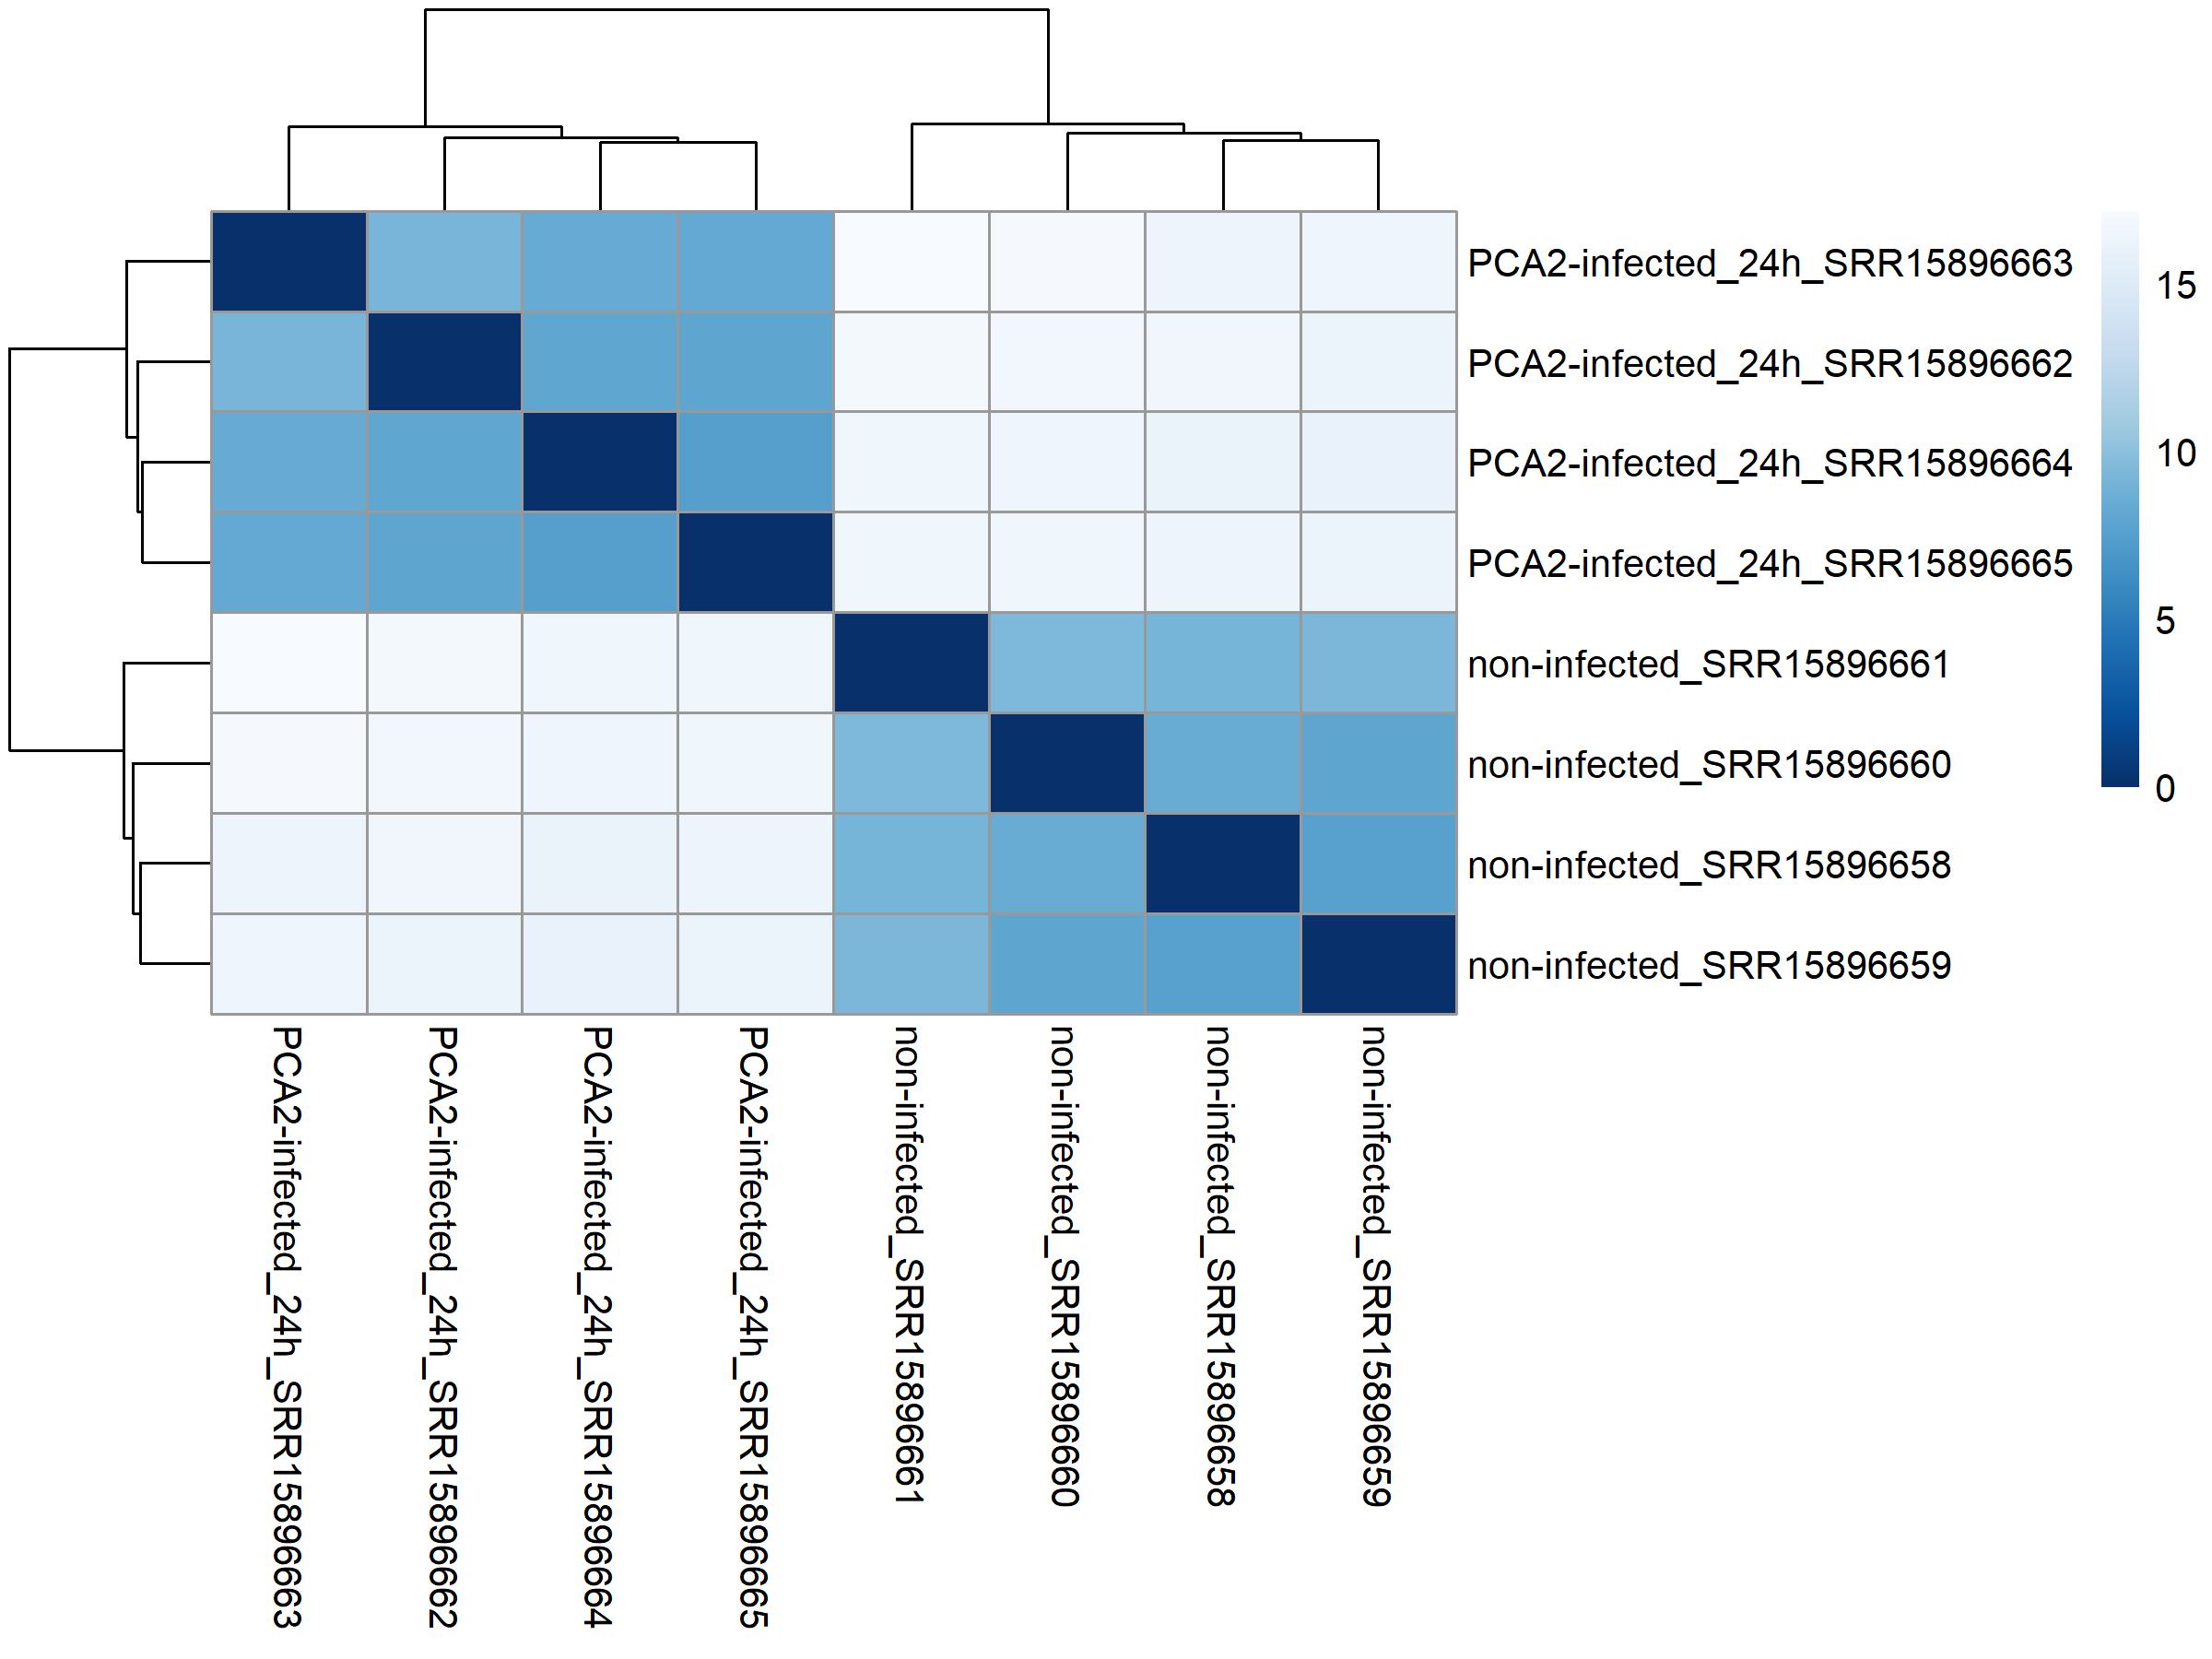 PCA2-infected_24h_SRR15896663
PCA2-infected_24h_SRR15896662
PCA2-infected_24h_SRR15896664
PCA2-infected_24h_SRR15896665
non-infected_SRR15896661
non-infected_SRR15896660
non-infected_SRR15896658
non-infected_SRR15896659
15
10
5
0
PCA2-infected_24h_SRR15896663
PCA2-infected_24h_SRR15896662
PCA2-infected_24h_SRR15896664
PCA2-infected_24h_SRR15896665
non-infected_SRR15896661
non-infected_SRR15896660
non-infected_SRR15896658
non-infected_SRR15896659